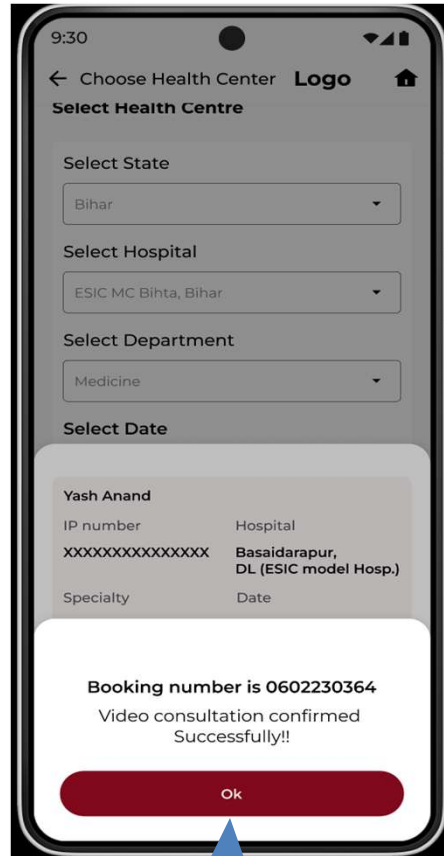 9:30
Choose Health Center Logo
Select Health Centre
Select State
Bihar
Select Hospital
ESIC MC Bihta, Bihar
Select Department
Medicine
Select Date
Yash Anand
IP number Hospital
XXXXXXXXXXXXXXX Basaidarapur,
DL (ESIC model Hosp.)
Specialty Date
Booking number is 0602230364
Video consultation confirmed
Successfully!!
Ok